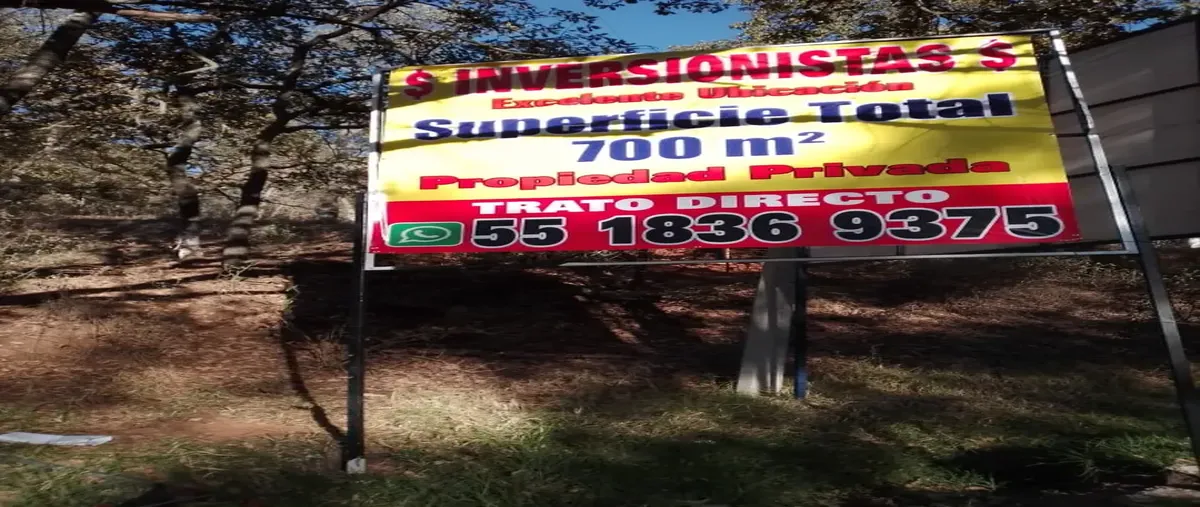 $ INVERSIONISTAS $
Excelente Ubicación
Superficie Total
700 m²
Propiedad Privada
TRATO DIRECTO
55 1836 9375